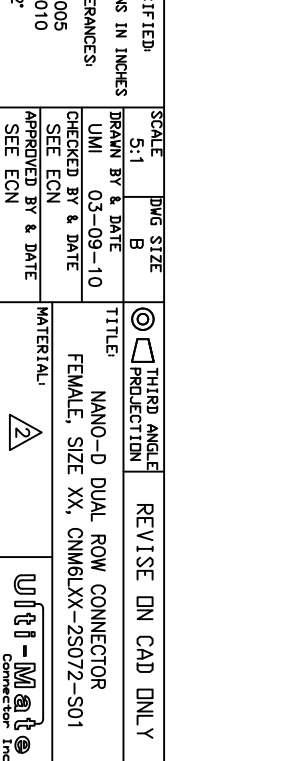 IFIED:
NS IN INCHES
ERANCES:
005
010
2°
SCALE
5:1
DWG SIZE
B
DRAWN BY & DATE
UMI 03-09-10
CHECKED BY & DATE
SEE ECN
APPROVED BY & DATE
SEE ECN
THIRD ANGLE
PROJECTION
REVISE ON CAD ONLY
TITLE:
NANO-D DUAL ROW CONNECTOR
FEMALE, SIZE XX, CNM6LXX-2S072-S01
MATERIAL:
2
Ulti-Mate
Connector Inc